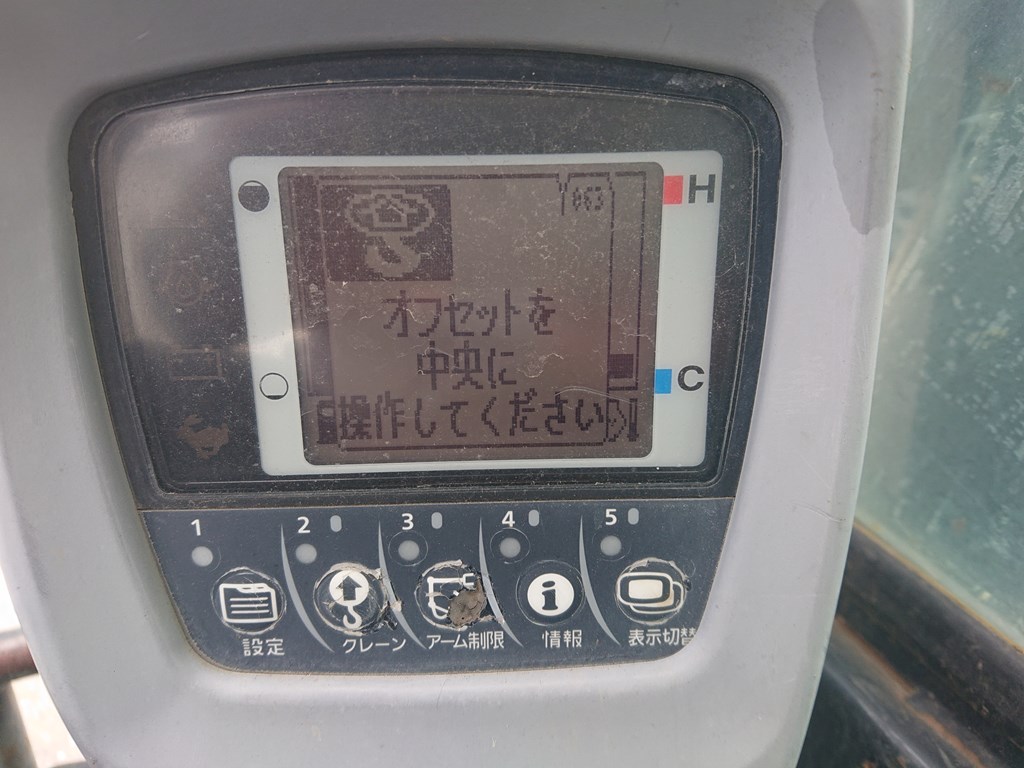 H
オフセットを
中央に
C
操作してください
1
2
3
4
5
設定
クレーン
アーム制限
情報
表示切替